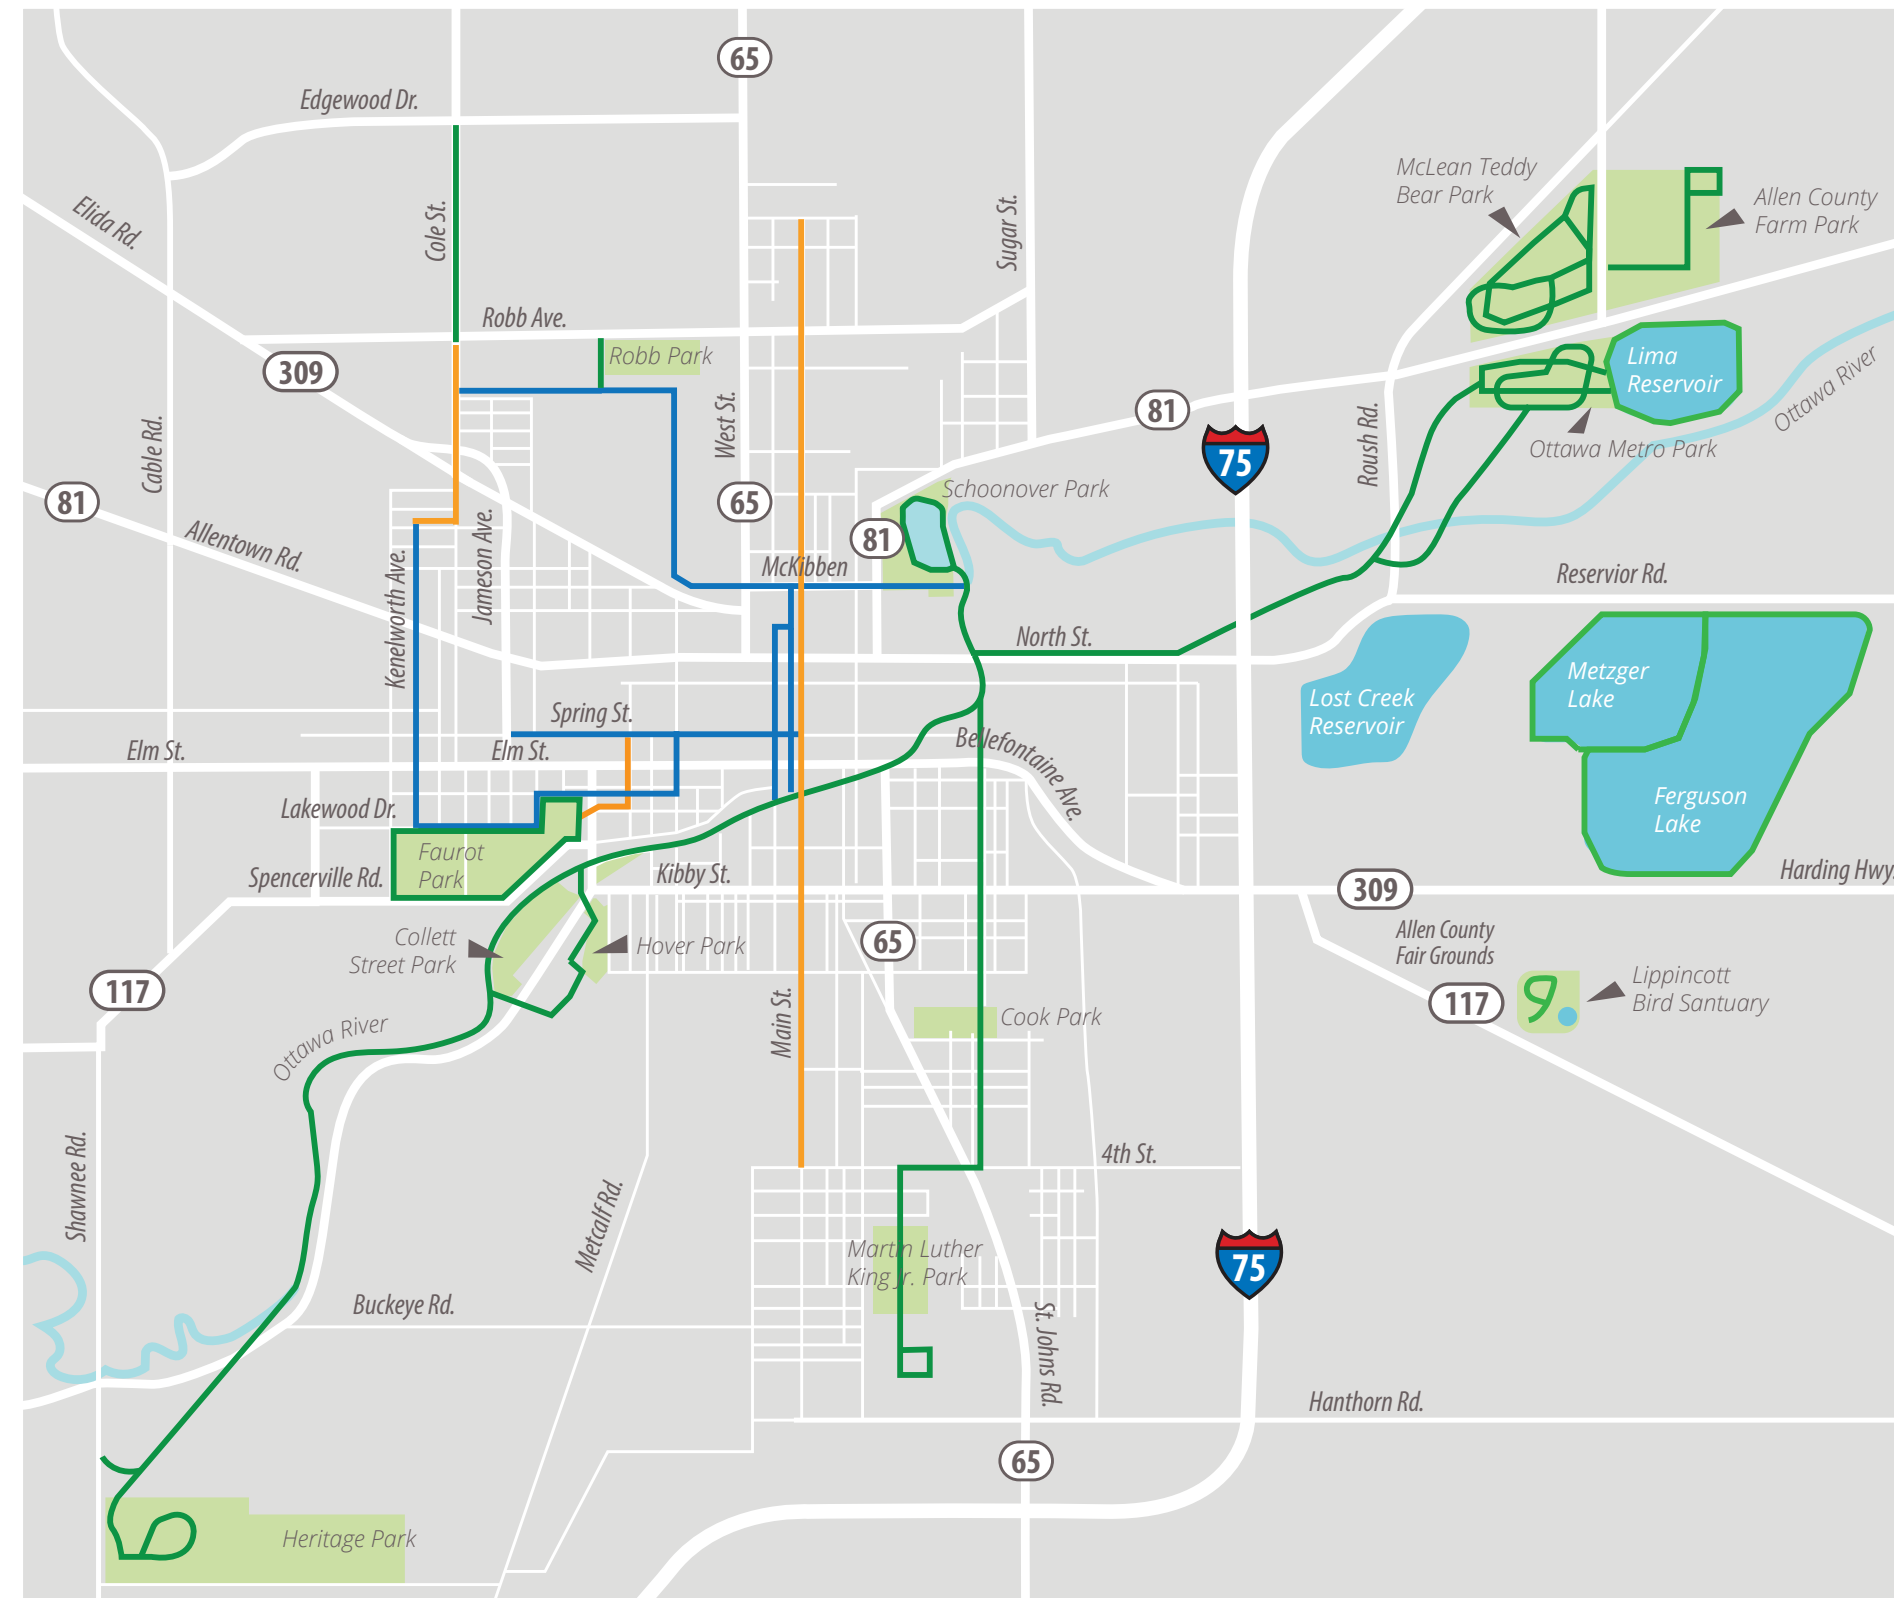 65
Edgewood Dr.
McLean Teddy
Bear Park
Allen County
Farm Park
Elida Rd.
Cole St.
Sugar St.
Robb Ave.
Robb Park
309
Lima
Reservoir
Ottawa River
81
Cable Rd.
West St.
Roush Rd.
75
Ottawa Metro Park
81
65
Schoonover Park
Allentown Rd.
81
McKibben
Kenelworth Ave.
Jameson Ave.
Reservior Rd.
North St.
Metzger
Lake
Lost Creek
Reservoir
Spring St.
Elm St.
Elm St.
Bellefontaine Ave.
Lakewood Dr.
Ferguson
Lake
Faurot
Park
Spencerville Rd.
Kibby St.
309
Harding Hwy.
Collett
Street Park
Hover Park
65
Allen County
Fair Grounds
117
117
Lippincott
Bird Santuary
Ottawa River
Main St.
Cook Park
Shawnee Rd.
4th St.
Metcalf Rd.
Martin Luther
King Jr. Park
75
Buckeye Rd.
St. Johns Rd.
Hanthorn Rd.
65
Heritage Park